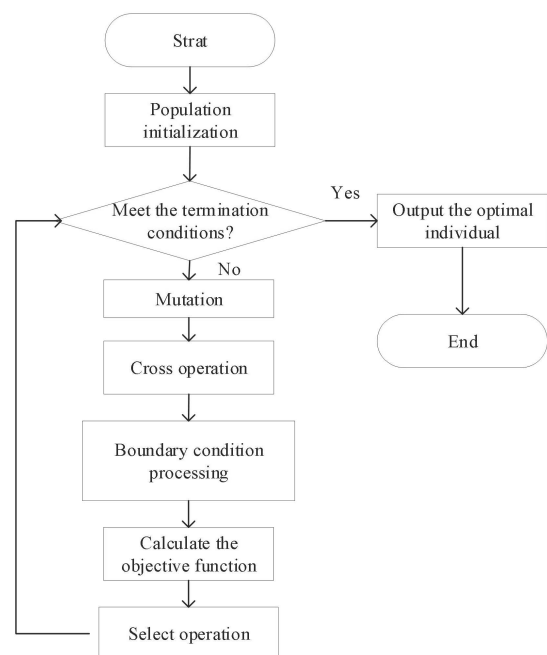 Strat
Population
initialization
Meet the termination
conditions?
Yes
Output the optimal
individual
No
Mutation
End
Cross operation
Boundary condition
processing
Calculate the
objective function
Select operation